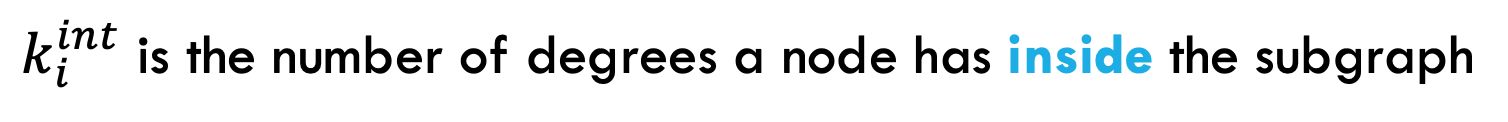 $k_i^{int}$ is the number of degrees a node has inside the subgraph